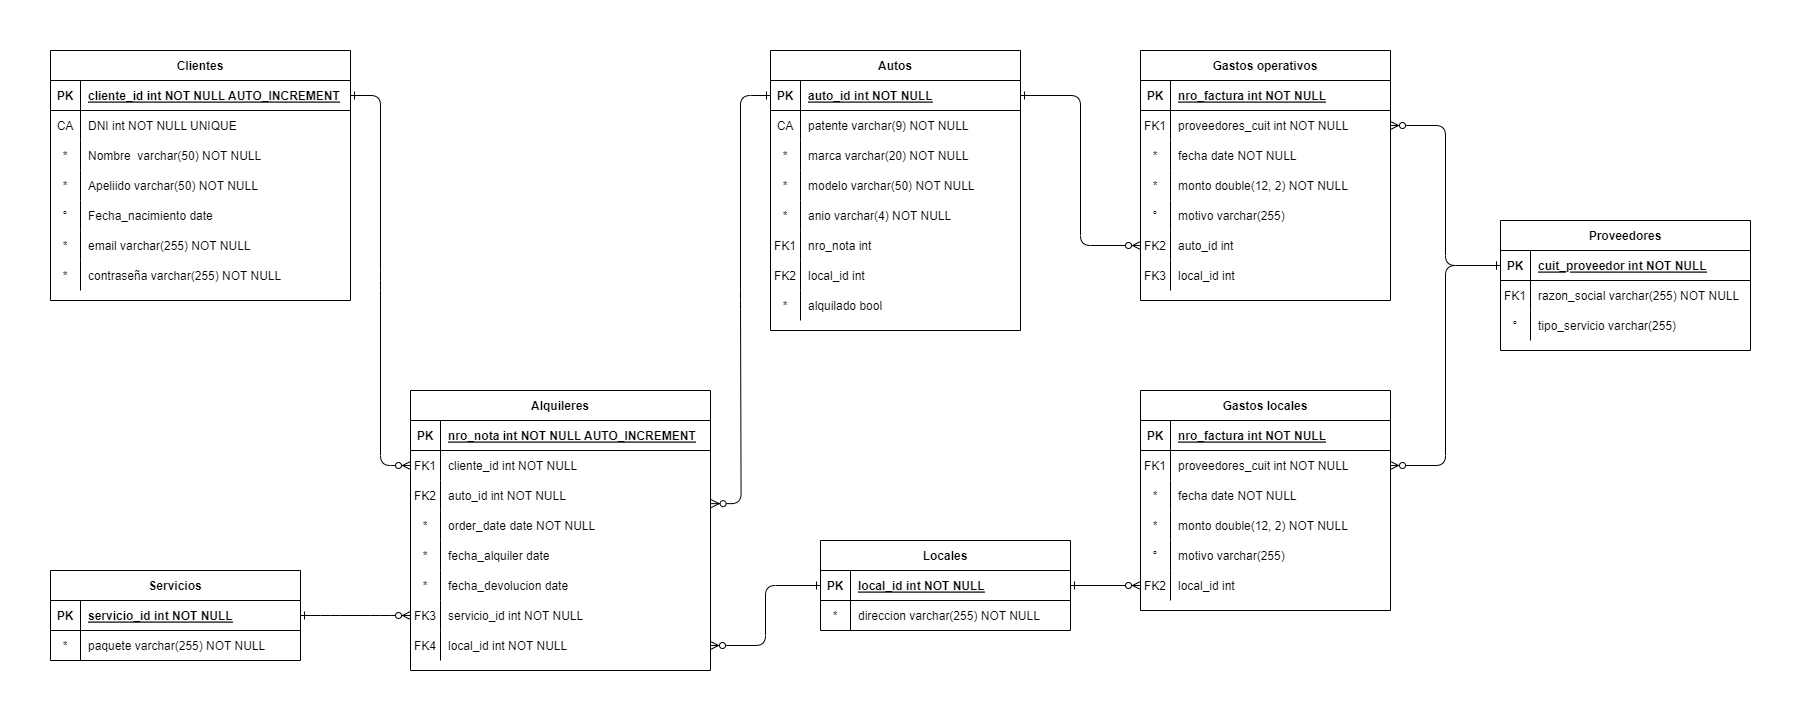 Clientes
PK cliente_id int NOT NULL AUTO_INCREMENT
CA DNI int NOT NULL UNIQUE
* Nombre varchar(50) NOT NULL
* Apeliido varchar(50) NOT NULL
° Fecha_nacimiento date
* email varchar(255) NOT NULL
* contraseña varchar(255) NOT NULL
Autos
PK auto_id int NOT NULL
CA patente varchar(9) NOT NULL
* marca varchar(20) NOT NULL
* modelo varchar(50) NOT NULL
* anio varchar(4) NOT NULL
FK1 nro_nota int
FK2 local_id int
* alquilado bool
Gastos operativos
PK nro_factura int NOT NULL
FK1 proveedores_cuit int NOT NULL
* fecha date NOT NULL
* monto double(12, 2) NOT NULL
° motivo varchar(255)
FK2 auto_id int
FK3 local_id int
Proveedores
PK cuit_proveedor int NOT NULL
FK1 razon_social varchar(255) NOT NULL
° tipo_servicio varchar(255)
Alquileres
PK nro_nota int NOT NULL AUTO_INCREMENT
FK1 cliente_id int NOT NULL
FK2 auto_id int NOT NULL
* order_date date NOT NULL
* fecha_alquiler date
* fecha_devolucion date
FK3 servicio_id int NOT NULL
FK4 local_id int NOT NULL
Gastos locales
PK nro_factura int NOT NULL
FK1 proveedores_cuit int NOT NULL
* fecha date NOT NULL
* monto double(12, 2) NOT NULL
° motivo varchar(255)
FK2 local_id int
Locales
PK local_id int NOT NULL
* direccion varchar(255) NOT NULL
Servicios
PK servicio_id int NOT NULL
* paquete varchar(255) NOT NULL